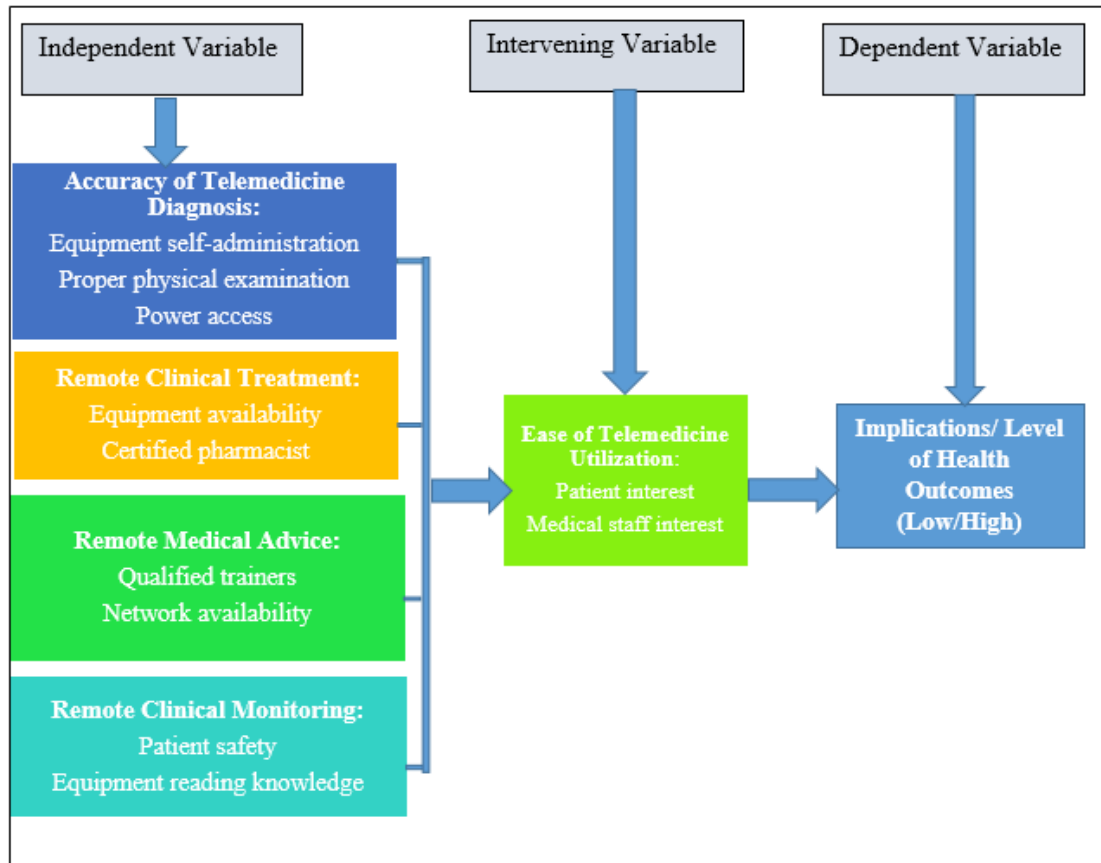 Independent Variable
Intervening Variable
Dependent Variable
Accuracy of Telemedicine
Diagnosis:
Equipment self-administration
Proper physical examination
Power access
Remote Clinical Treatment:
Equipment availability
Certified pharmacist
Remote Medical Advice:
Qualified trainers
Network availability
Remote Clinical Monitoring:
Patient safety
Equipment reading knowledge
Ease of Telemedicine
Utilization:
Patient interest
Medical staff interest
Implications/ Level
of Health
Outcomes
(Low/High)